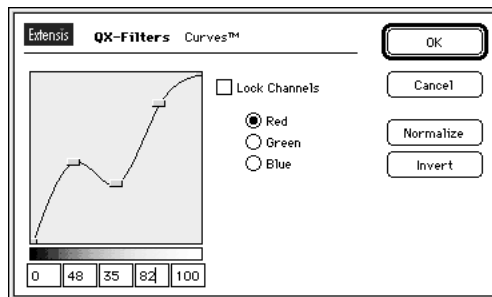 Extensis QX-Filters Curves™
OK
Cancel
Lock Channels
Red
Green
Blue
Normalize
Invert
0 48 35 82 100